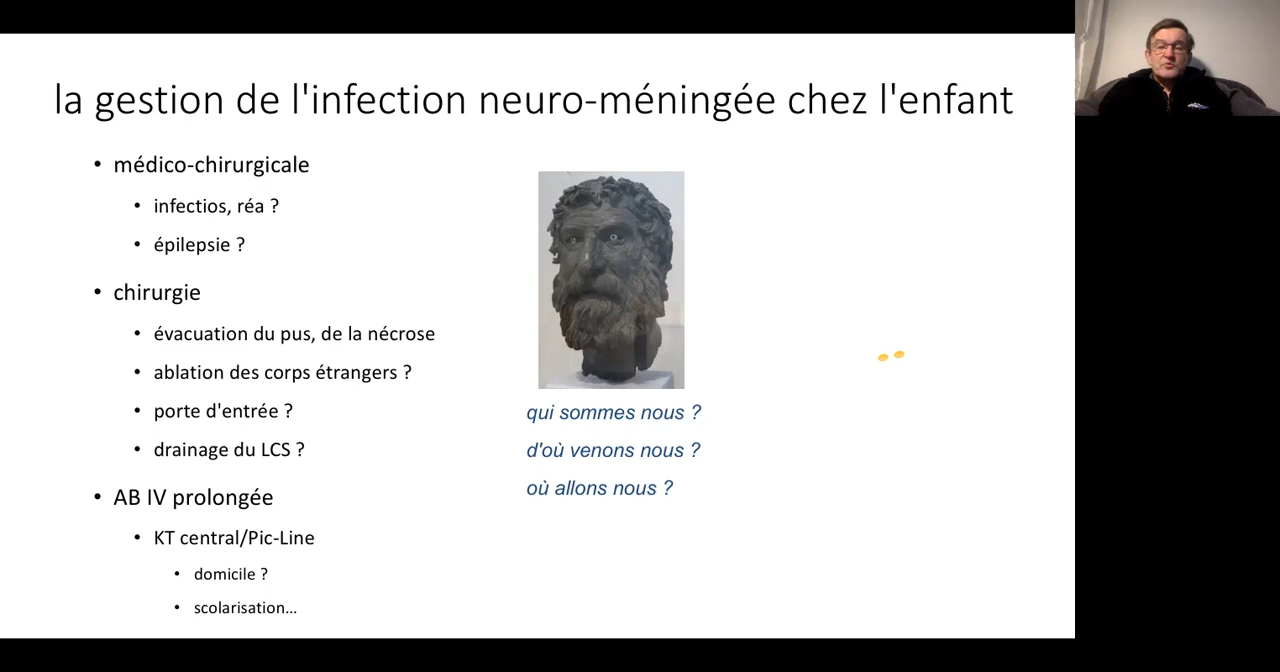 la gestion de l'infection neuro-méningée chez l'enfant
• médico-chirurgicale
• infectios, réa ?
• épilepsie ?
• chirurgie
• évacuation du pus, de la nécrose
• ablation des corps étrangers ?
• porte d'entrée ?
• drainage du LCS ?
• AB IV prolongée
• KT central/Pic-Line
• domicile ?
• scolarisation...
qui sommes nous ?
d'où venons nous ?
où allons nous ?